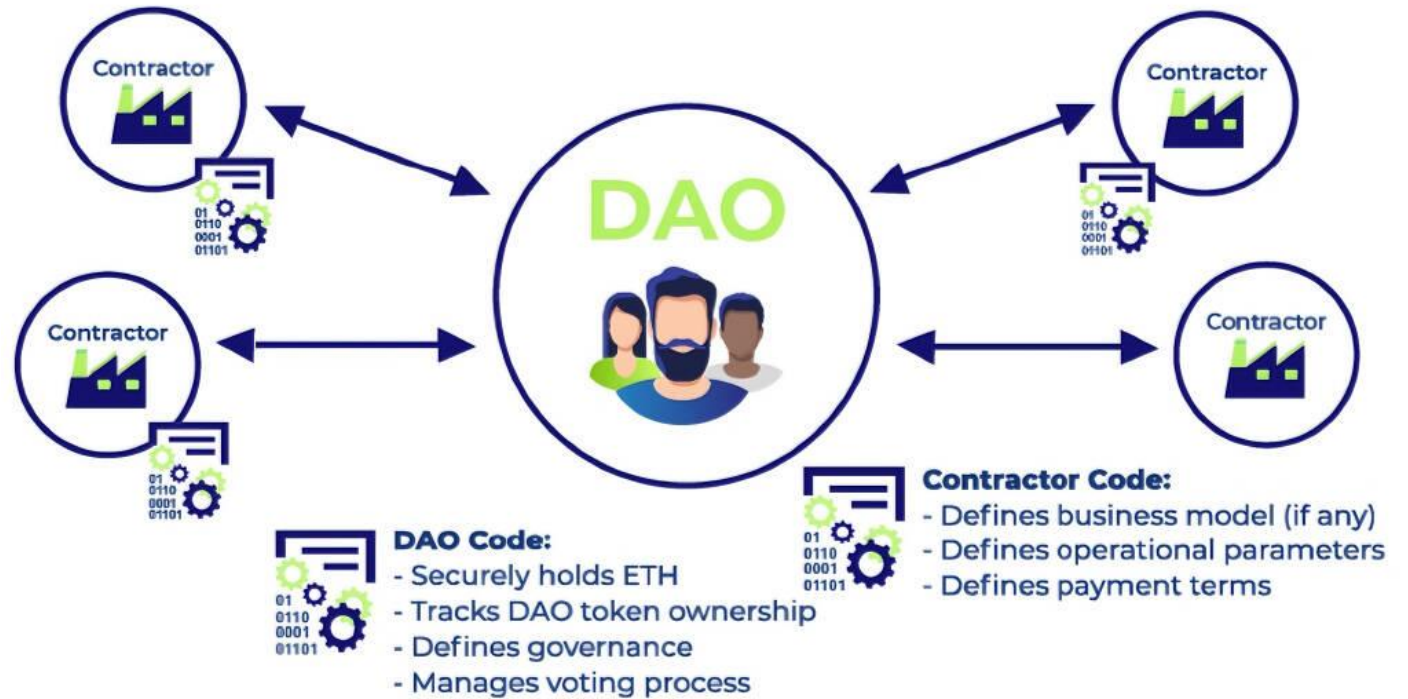 Contractor
Contractor
DAO
Contractor
Contractor
01
0110
0001
01101
01
0110
0001
01101
01
0110
0001
01101
DAO Code:
- Securely holds ETH
- Tracks DAO token ownership
- Defines governance
- Manages voting process
01
0110
0001
01101
Contractor Code:
- Defines business model (if any)
- Defines operational parameters
- Defines payment terms
01
0110
0001
01101